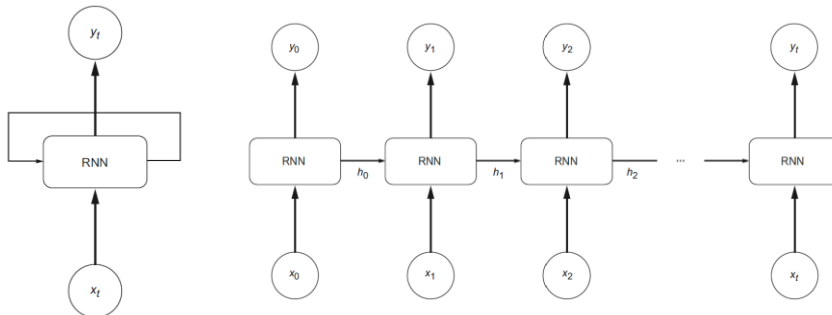 yt
y0 y1 y2 yt
RNN
RNN RNN RNN ... RNN
h0 h1 h2
xt
x0 x1 x2 xt